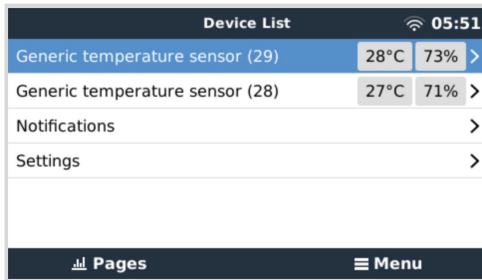 Device List 05:51
Generic temperature sensor (29) 28°C 73%
Generic temperature sensor (28) 27°C 71%
Notifications
Settings
Pages Menu